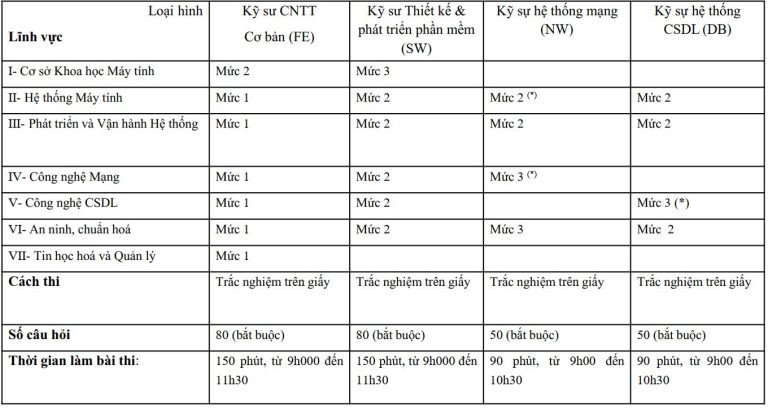 Loại hình
Lĩnh vực
Kỹ sư CNTT
Cơ bản (FE)
Kỹ sư Thiết kế &
phát triển phần mềm
(SW)
Kỹ sự hệ thống mạng
(NW)
Kỹ sự hệ thống
CSDL (DB)
I- Cơ sở Khoa học Máy tính Mức 2 Mức 3
II- Hệ thống Máy tính Mức 1 Mức 2 Mức 2 (*) Mức 2
III- Phát triển và Vận hành Hệ thống Mức 1 Mức 2 Mức 2 Mức 2
IV- Công nghệ Mạng Mức 1 Mức 2 Mức 3 (*)
V- Công nghệ CSDL Mức 1 Mức 2 Mức 3 (*)
VI- An ninh, chuẩn hoá Mức 1 Mức 2 Mức 3 Mức 2
VII- Tin học hoá và Quản lý Mức 1
Cách thi Trắc nghiệm trên giấy Trắc nghiệm trên giấy Trắc nghiệm trên giấy Trắc nghiệm trên giấy
Số câu hỏi 80 (bắt buộc) 80 (bắt buộc) 50 (bắt buộc) 50 (bắt buộc)
Thời gian làm bài thi: 150 phút, từ 9h000 đến 150 phút, từ 9h000 đến 90 phút, từ 9h00 đến 90 phút, từ 9h00 đến
11h30 11h30 10h30 10h30